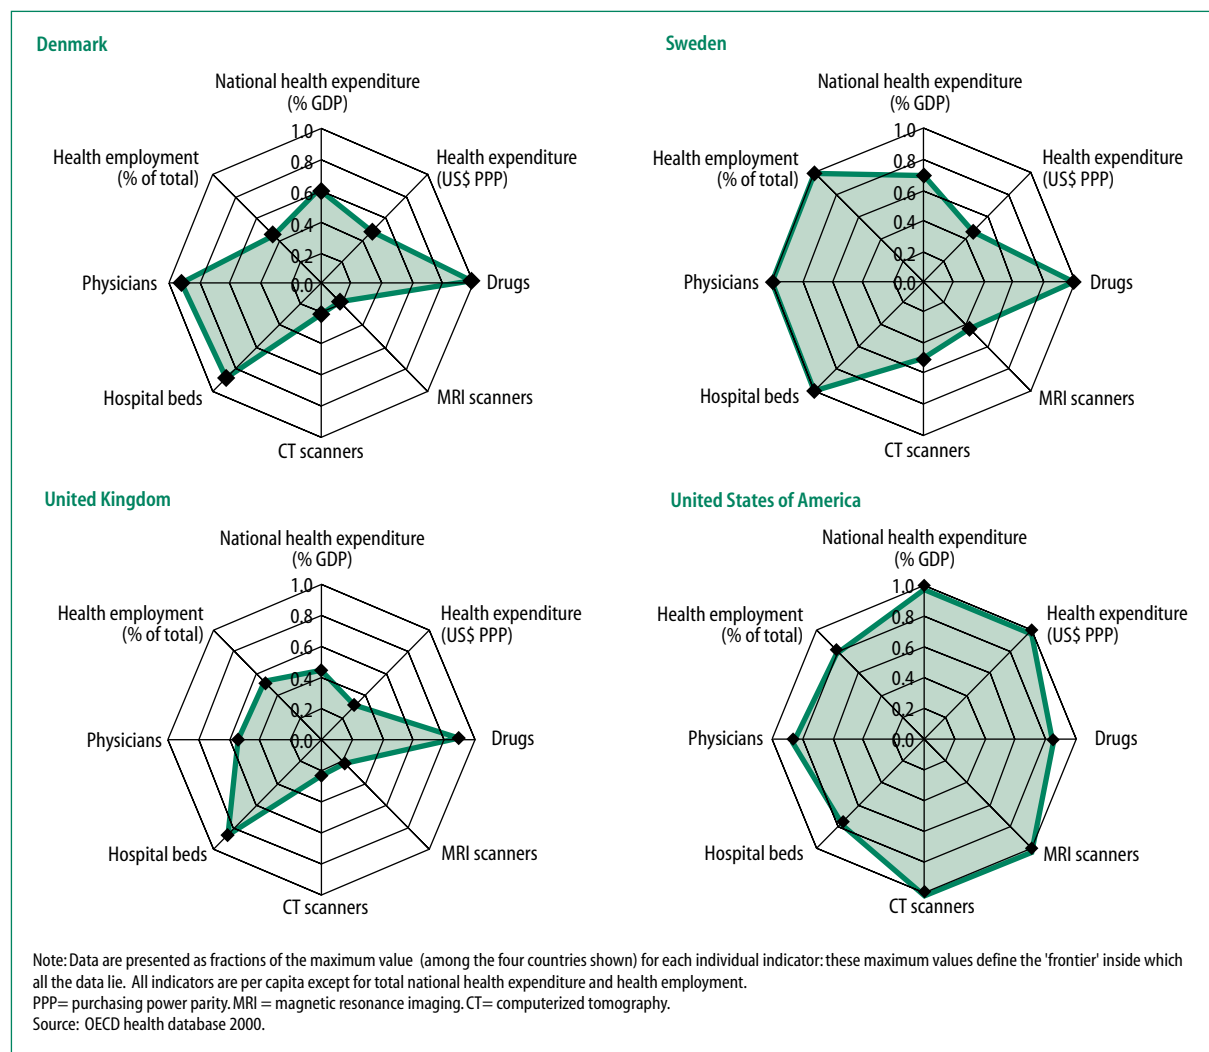 Denmark
National health expenditure
(% GDP)
Health employment
(% of total)
Health expenditure
(US$ PPP)
1.0
0.8
0.6
0.4
0.2
0.0
Physicians
Drugs
Hospital beds
MRI scanners
CT scanners
Sweden
National health expenditure
(% GDP)
Health employment
(% of total)
Health expenditure
(US$ PPP)
1.0
0.8
0.6
0.4
0.2
0.0
Physicians
Drugs
Hospital beds
MRI scanners
CT scanners
United Kingdom
National health expenditure
(% GDP)
Health employment
(% of total)
Health expenditure
(US$ PPP)
1.0
0.8
0.6
0.4
0.2
0.0
Physicians
Drugs
Hospital beds
MRI scanners
CT scanners
United States of America
National health expenditure
(% GDP)
Health employment
(% of total)
Health expenditure
(US$ PPP)
1.0
0.8
0.6
0.4
0.2
0.0
Physicians
Drugs
Hospital beds
MRI scanners
CT scanners
Note: Data are presented as fractions of the maximum value (among the four countries shown) for each individual indicator: these maximum values define the 'frontier' inside which
all the data lie. All indicators are per capita except for total national health expenditure and health employment.
PPP= purchasing power parity. MRI = magnetic resonance imaging. CT= computerized tomography.
Source: OECD health database 2000.